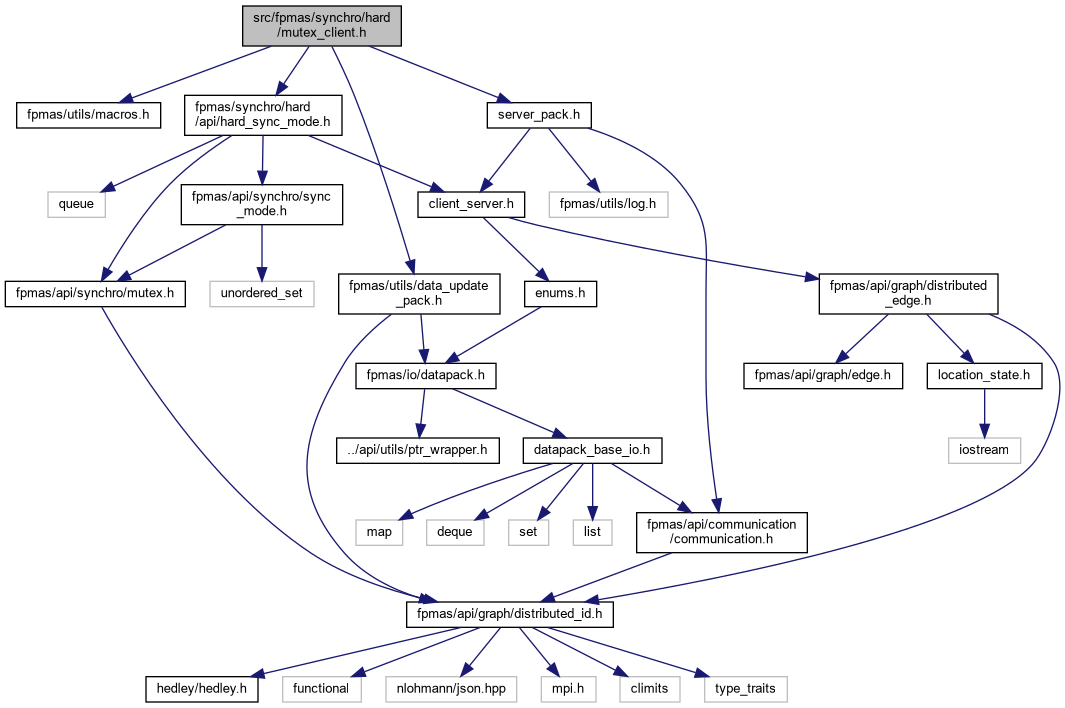 src/fpmas/synchro/hard
/mutex_client.h
fpmas/utils/macros.h
fpmas/synchro/hard
/api/hard_sync_mode.h
server_pack.h
queue
fpmas/api/synchro/sync
_mode.h
client_server.h
fpmas/utils/log.h
fpmas/api/synchro/mutex.h
unordered_set
fpmas/utils/data_update
_pack.h
enums.h
fpmas/api/graph/distributed
_edge.h
fpmas/io/datapack.h
fpmas/api/graph/edge.h
location_state.h
../api/utils/ptr_wrapper.h
datapack_base_io.h
iostream
map
deque
set
list
fpmas/api/communication
/communication.h
fpmas/api/graph/distributed_id.h
hedley/hedley.h
functional
nlohmann/json.hpp
mpi.h
climits
type_traits